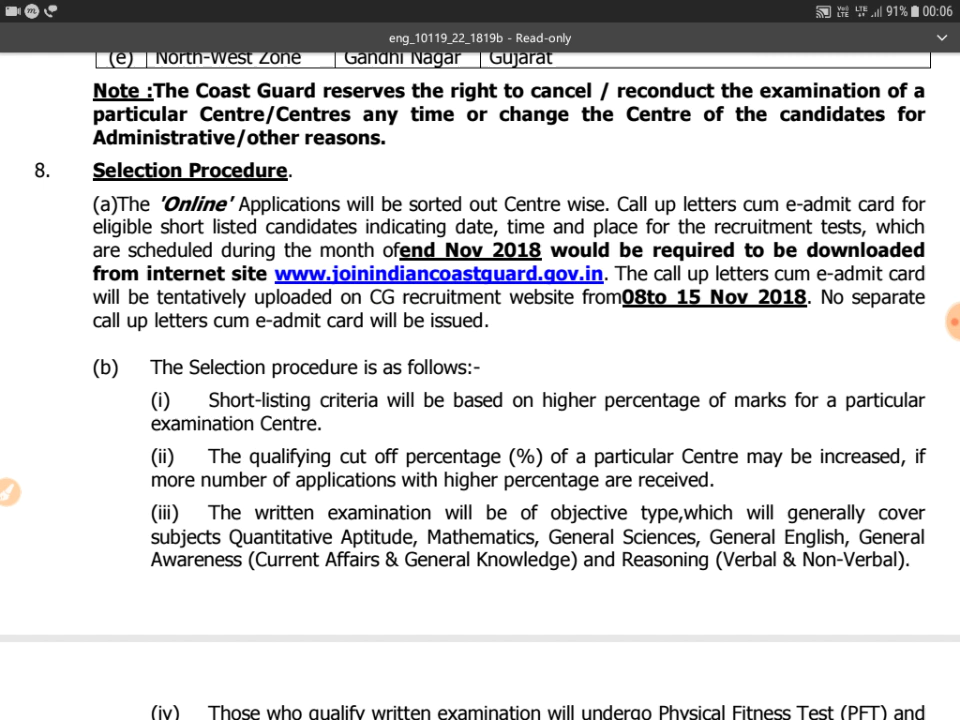 91% 00:06
eng_10119_22_1819b - Read-only
(e) North-West Zone Gandhi Nagar Gujarat
Note :The Coast Guard reserves the right to cancel / reconduct the examination of a
particular Centre/Centres any time or change the Centre of the candidates for
Administrative/other reasons.
8. Selection Procedure.
(a)The 'Online' Applications will be sorted out Centre wise. Call up letters cum e-admit card for
eligible short listed candidates indicating date, time and place for the recruitment tests, which
are scheduled during the month ofend Nov 2018 would be required to be downloaded
from internet site www.joinindiancoastguard.gov.in. The call up letters cum e-admit card
will be tentatively uploaded on CG recruitment website from08to 15 Nov 2018. No separate
call up letters cum e-admit card will be issued.
(b) The Selection procedure is as follows:-
(i) Short-listing criteria will be based on higher percentage of marks for a particular
examination Centre.
(ii) The qualifying cut off percentage (%) of a particular Centre may be increased, if
more number of applications with higher percentage are received.
(iii) The written examination will be of objective type,which will generally cover
subjects Quantitative Aptitude, Mathematics, General Sciences, General English, General
Awareness (Current Affairs & General Knowledge) and Reasoning (Verbal & Non-Verbal).
(iv) Those who qualify written examination will undergo Physical Fitness Test (PFT) and